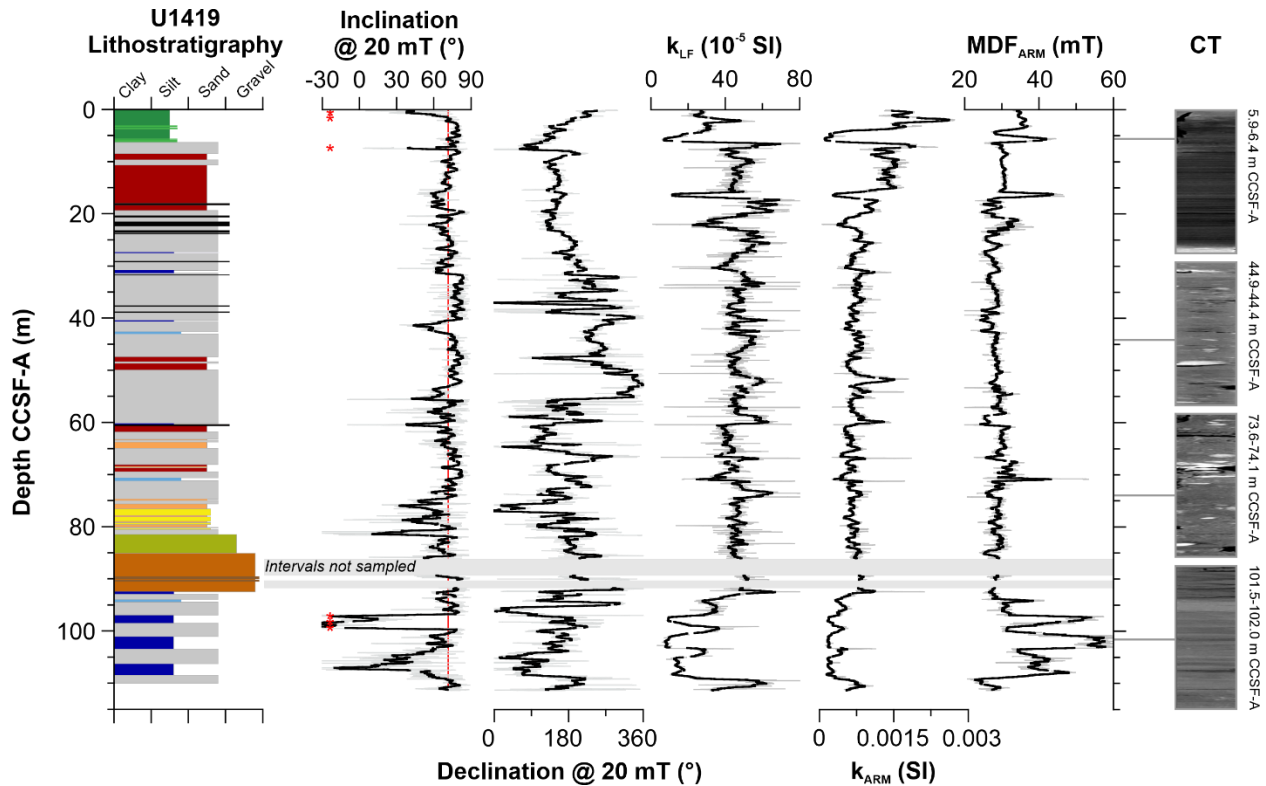 U1419
Lithostratigraphy
Clay
Silt
Sand
Gravel
Inclination
@ 20 mT (°)
-30 0 30 60 90
k_LF (10⁻⁵ SI)
0 40 80
MDF_ARM (mT)
20 40 60
CT
Depth CCSF-A (m)
0
20
40
60
80
100
*
*
*
*
Intervals not sampled
0 180 360
Declination @ 20 mT (°)
0 0.0015 0.003
k_ARM (SI)
5.9-6.4 m CCSF-A
44.9-44.4 m CCSF-A
73.6-74.1 m CCSF-A
101.5-102.0 m CCSF-A